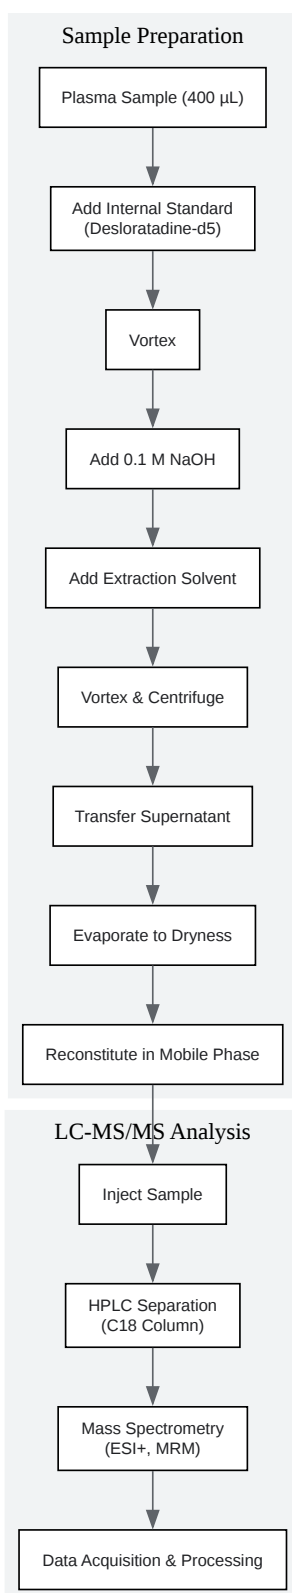 Sample Preparation
Plasma Sample (400 µL)
Add Internal Standard
(Desloratadine-d5)
Vortex
Add 0.1 M NaOH
Add Extraction Solvent
Vortex & Centrifuge
Transfer Supernatant
Evaporate to Dryness
Reconstitute in Mobile Phase
LC-MS/MS Analysis
Inject Sample
HPLC Separation
(C18 Column)
Mass Spectrometry
(ESI+, MRM)
Data Acquisition & Processing